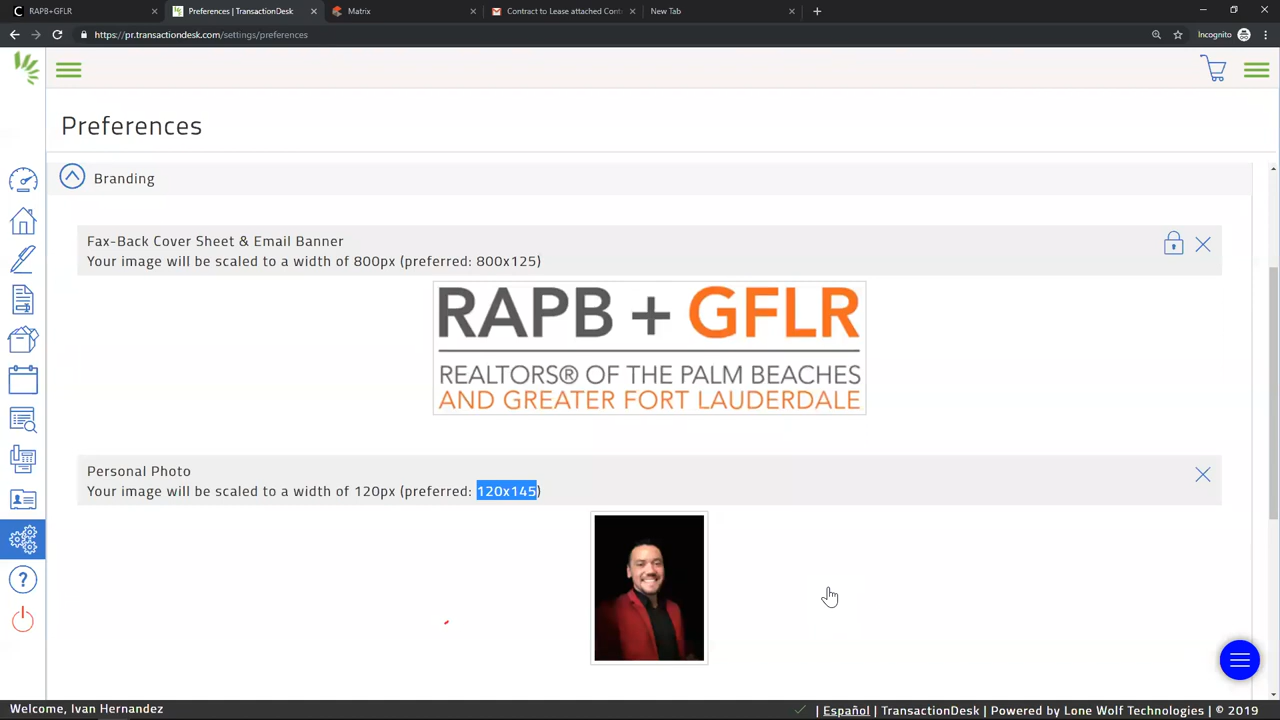 RAPB+GFLR
Preferences | TransactionDesk
Matrix
Contract to Lease attached Cont
New Tab
https://pr.transactiondesk.com/settings/preferences
Incognito
Preferences
Branding
Fax-Back Cover Sheet & Email Banner
Your image will be scaled to a width of 800px (preferred: 800x125)
RAPB + GFLR
REALTORS® OF THE PALM BEACHES
AND GREATER FORT LAUDERDALE
Personal Photo
Your image will be scaled to a width of 120px (preferred: 120x145)
Welcome, Ivan Hernandez
| Español | TransactionDesk | Powered by Lone Wolf Technologies | © 2019